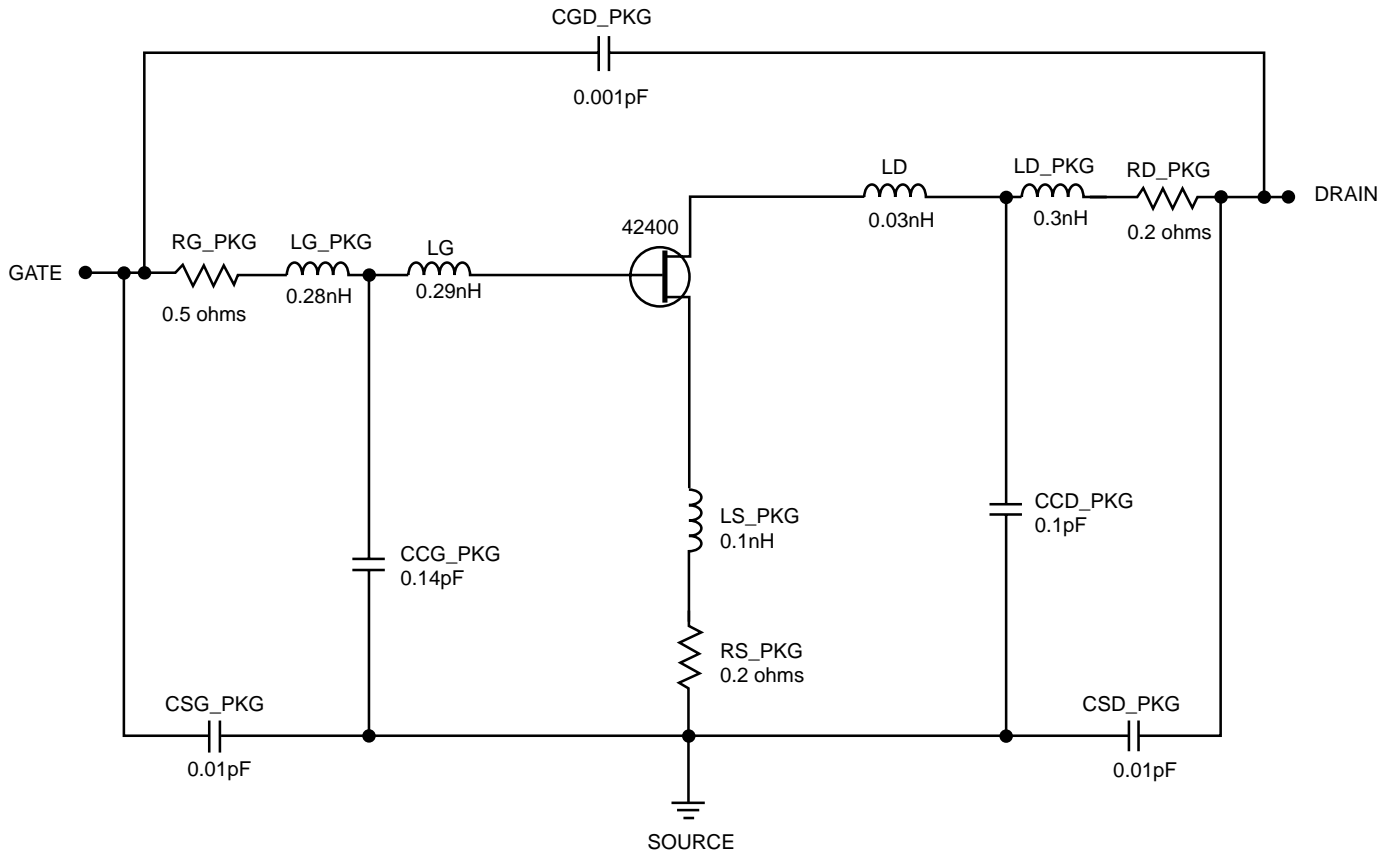 CGD_PKG
0.001pF
LD
LD_PKG
RD_PKG
DRAIN
0.03nH
0.3nH
0.2 ohms
42400
RG_PKG
LG_PKG
LG
GATE
0.28nH
0.29nH
0.5 ohms
LS_PKG
0.1nH
CCD_PKG
0.1pF
CCG_PKG
0.14pF
RS_PKG
0.2 ohms
CSG_PKG
CSD_PKG
0.01pF
0.01pF
SOURCE